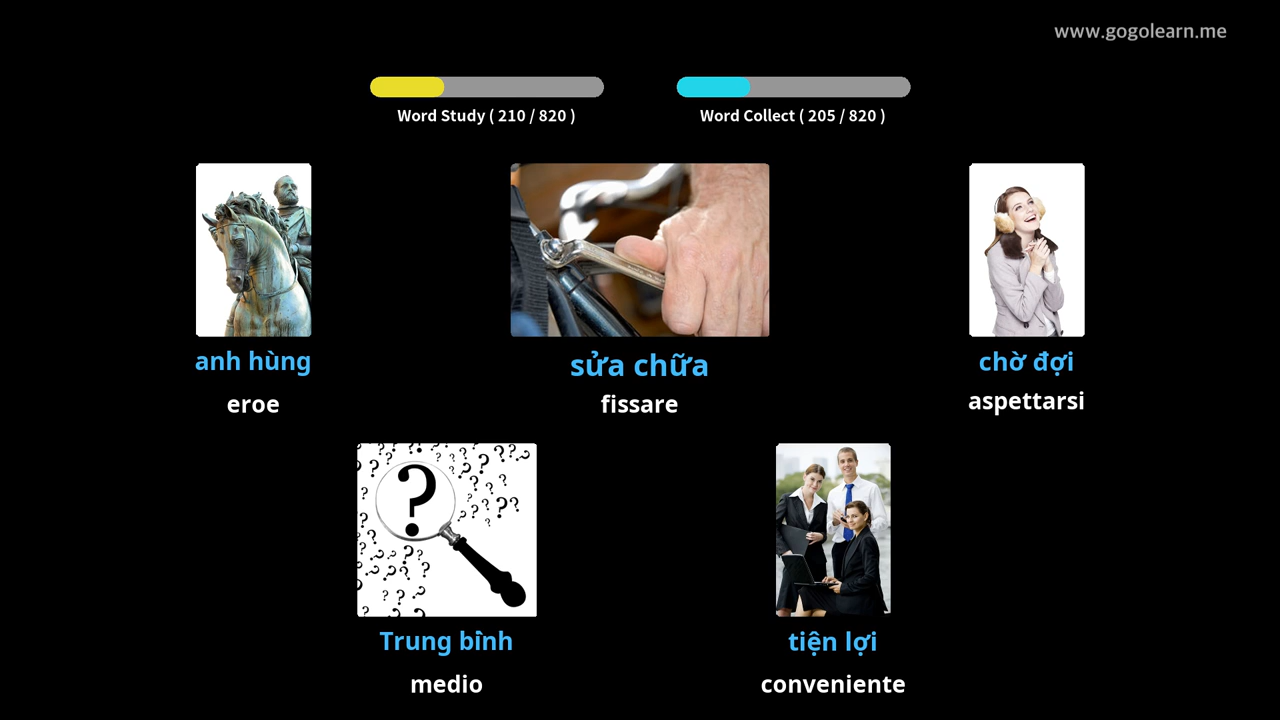 www.gogolearn.me
Word Study ( 210 / 820 )
Word Collect ( 205 / 820 )
anh hùng
sửa chữa
chờ đợi
eroe
fissare
aspettarsi
Trung bình
tiện lợi
medio
conveniente